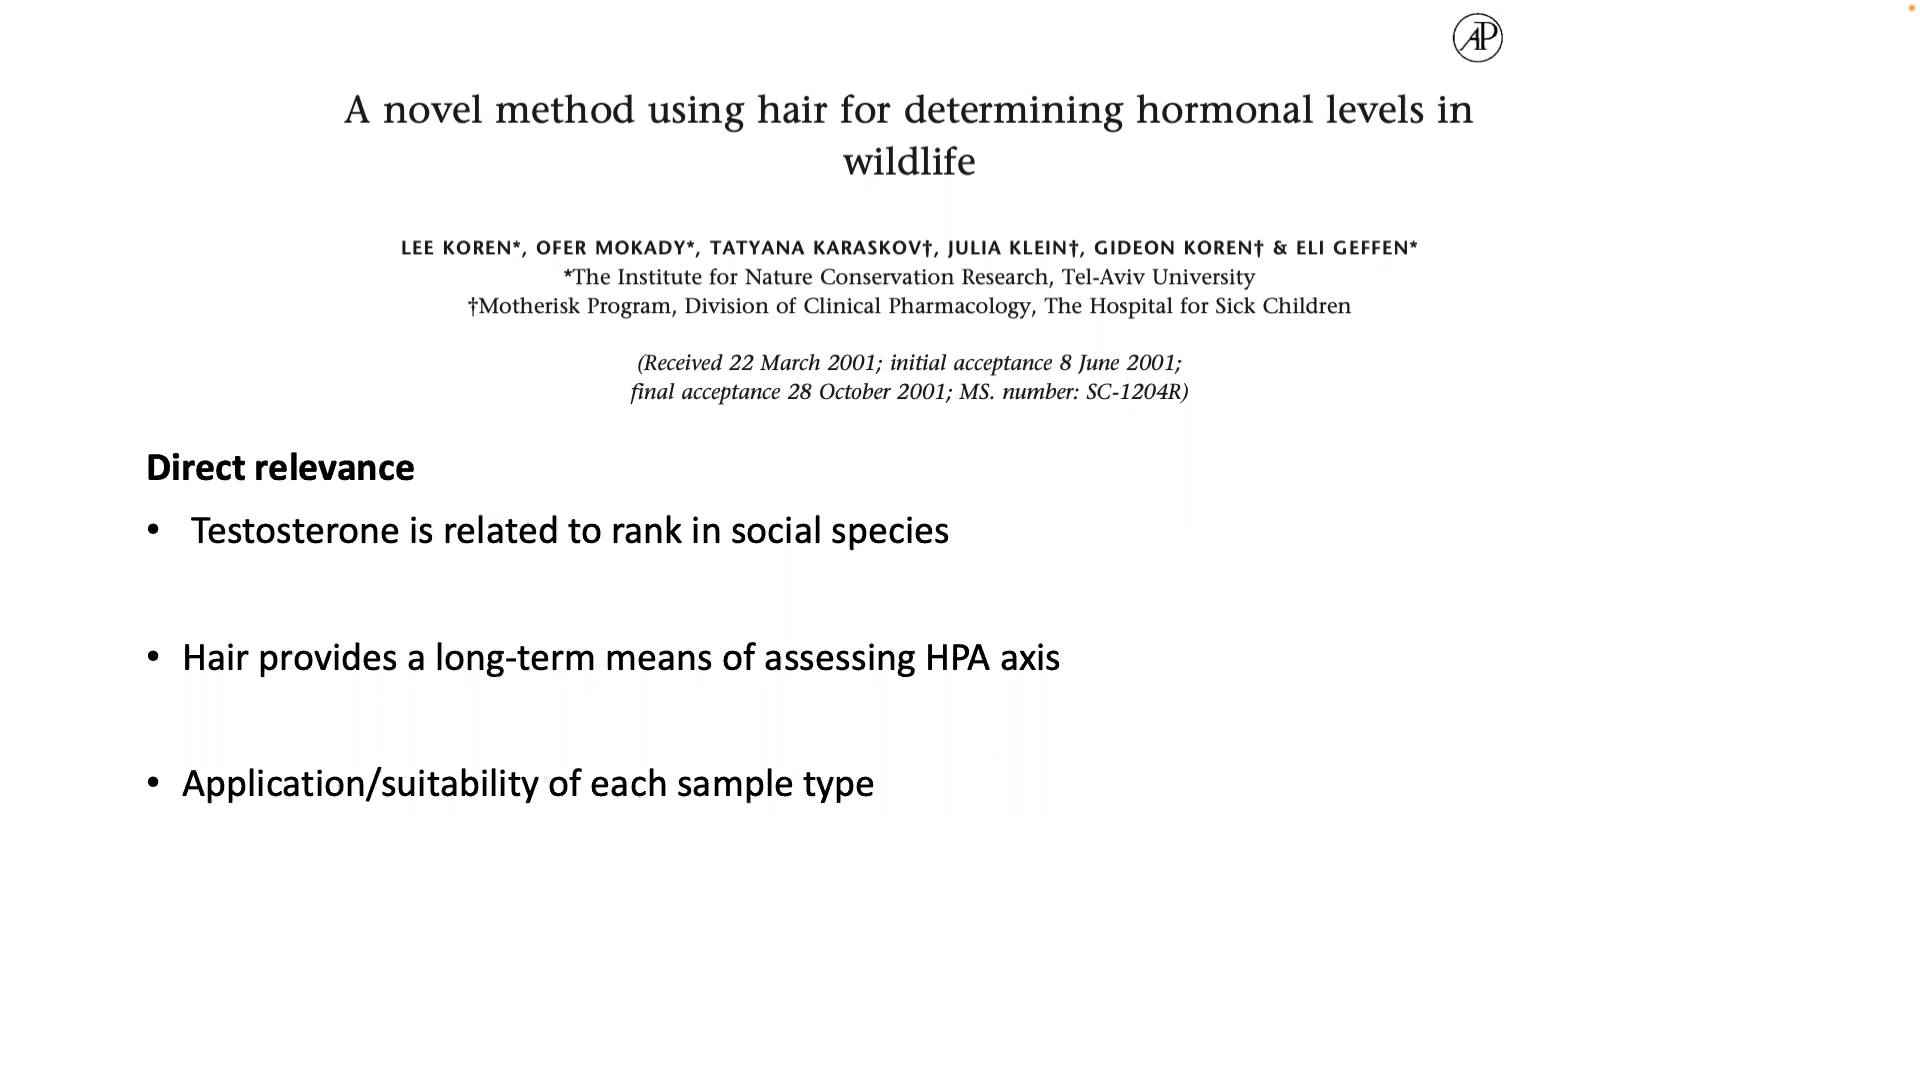 AP
A novel method using hair for determining hormonal levels in
wildlife
LEE KOREN*, OFER MOKADY*, TATYANA KARASKOV†, JULIA KLEIN†, GIDEON KOREN† & ELI GEFFEN*
*The Institute for Nature Conservation Research, Tel-Aviv University
†Motherisk Program, Division of Clinical Pharmacology, The Hospital for Sick Children
(Received 22 March 2001; initial acceptance 8 June 2001;
final acceptance 28 October 2001; MS. number: SC-1204R)
Direct relevance
• Testosterone is related to rank in social species
• Hair provides a long-term means of assessing HPA axis
• Application/suitability of each sample type